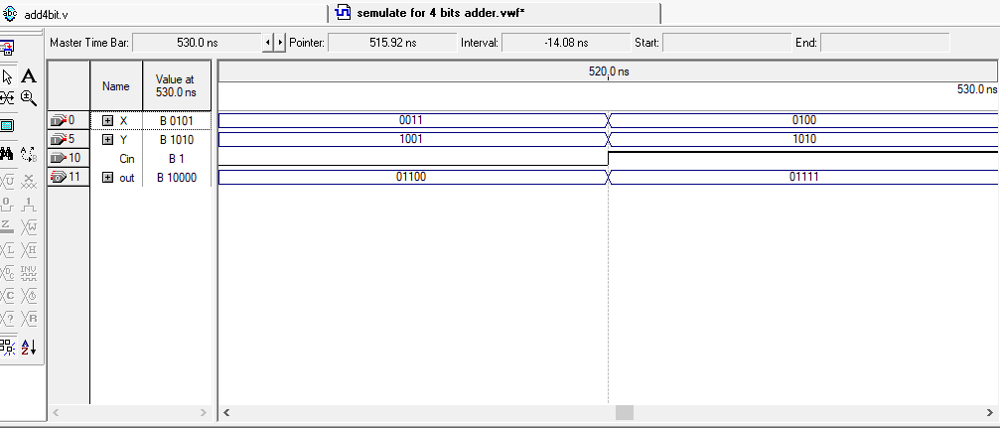 abc add4bit.v semulate for 4 bits adder.vwf*
Master Time Bar: 530.0 ns Pointer: 515.92 ns Interval: -14.08 ns Start: End:
520.0 ns
530.0 ns
Name
Value at
530.0 ns
0 X B 0101 0011 0100
5 Y B 1010 1001 1010
10 Cin B 1
11 out B 10000 01100 01111